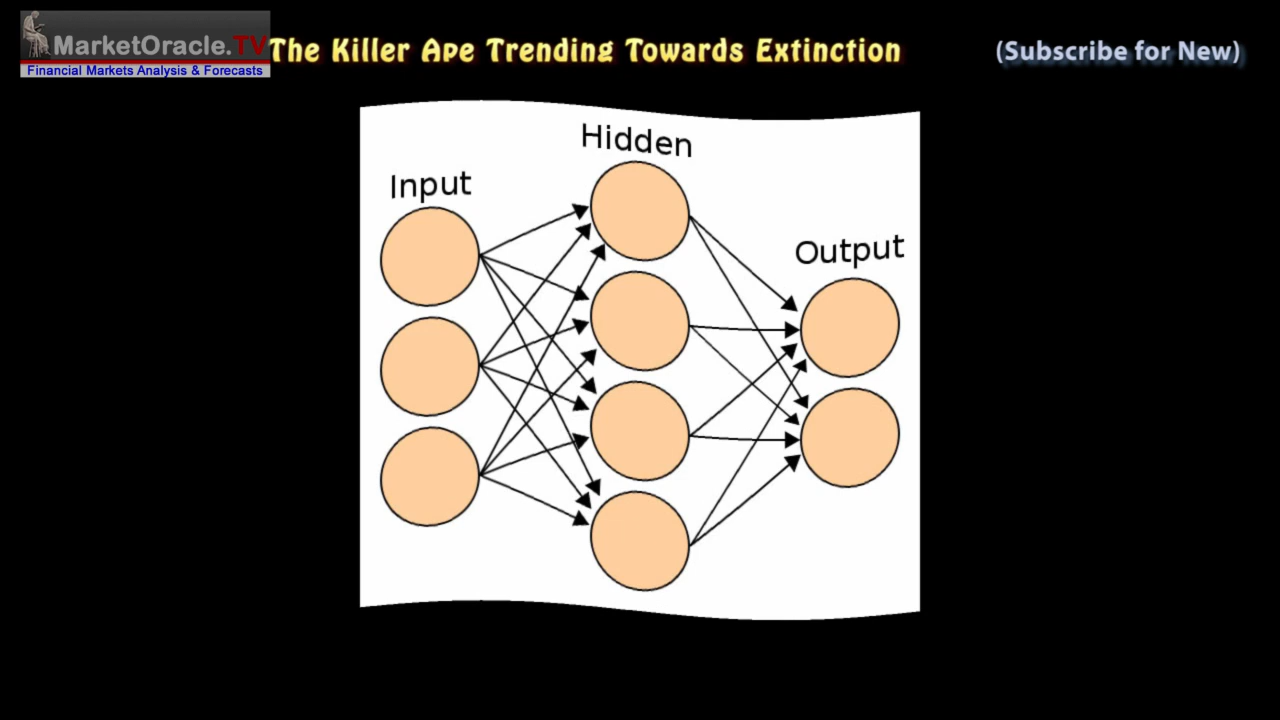 MarketOracle.TV
Financial Markets Analysis & Forecasts
The Killer Ape Trending Towards Extinction
(Subscribe for New)
Hidden
Input
Output